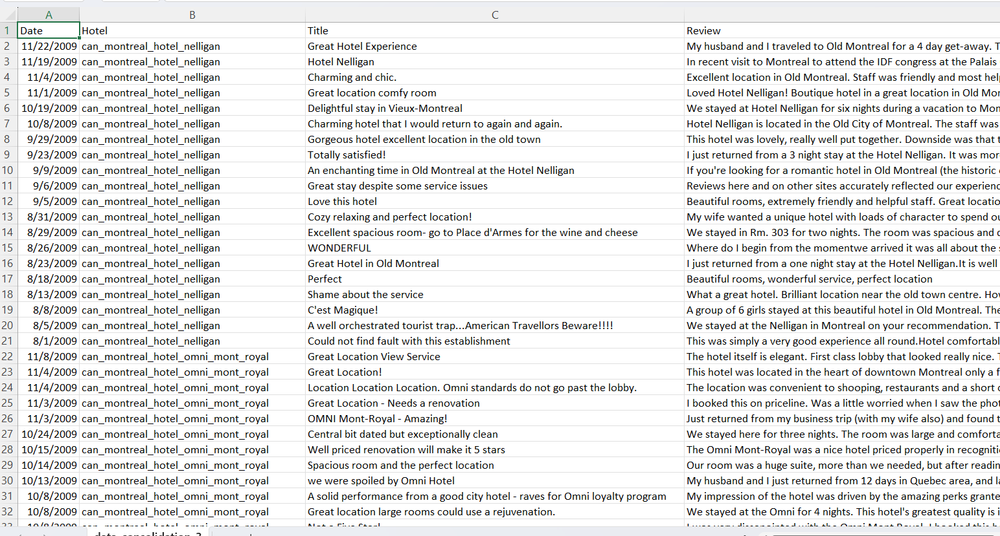 A B C
1 Date Hotel Title Review
2 11/22/2009 can_montreal_hotel_nelligan Great Hotel Experience My husband and I traveled to Old Montreal for a 4 day get-away.
3 11/19/2009 can_montreal_hotel_nelligan Hotel Nelligan In recent visit to Montreal to attend the IDF congress at the Palais
4 11/4/2009 can_montreal_hotel_nelligan Charming and chic. Excellent location in Old Montreal. Staff was friendly and most
5 11/1/2009 can_montreal_hotel_nelligan Great location comfy room Loved Hotel Nelligan! Boutique hotel in a great location in Old
6 10/19/2009 can_montreal_hotel_nelligan Delightful stay in Vieux-Montreal We stayed at Hotel Nelligan for six nights during a vacation to
7 10/8/2009 can_montreal_hotel_nelligan Charming hotel that I would return to again and again. Hotel Nelligan is located in the Old City of Montreal. The staff was
8 9/29/2009 can_montreal_hotel_nelligan Gorgeous hotel excellent location in the old town This hotel was lovely, really well put together. Downside was that
9 9/23/2009 can_montreal_hotel_nelligan Totally satisfied! I just returned from a 3 night stay at the Hotel Nelligan. It was
10 9/9/2009 can_montreal_hotel_nelligan An enchanting time in Old Montreal at the Hotel Nelligan If you're looking for a romantic hotel in Old Montreal (the historic
11 9/6/2009 can_montreal_hotel_nelligan Great stay despite some service issues Reviews here and on other sites accurately reflected our
12 9/5/2009 can_montreal_hotel_nelligan Love this hotel Beautiful rooms, extremely friendly and helpful staff. Great
13 8/31/2009 can_montreal_hotel_nelligan Cozy relaxing and perfect location! My wife wanted a unique hotel with loads of character to spend
14 8/29/2009 can_montreal_hotel_nelligan Excellent spacious room- go to Place d'Armes for the wine and cheese We stayed in Rm. 303 for two nights. The room was spacious and
15 8/26/2009 can_montreal_hotel_nelligan WONDERFUL Where do I begin from the momentwe arrived it was all about the
16 8/23/2009 can_montreal_hotel_nelligan Great Hotel in Old Montreal I just returned from a one night stay at the Hotel Nelligan.It is well
17 8/18/2009 can_montreal_hotel_nelligan Perfect Beautiful rooms, wonderful service, perfect location
18 8/13/2009 can_montreal_hotel_nelligan Shame about the service What a great hotel. Brilliant location near the old town centre.
19 8/8/2009 can_montreal_hotel_nelligan C'est Magique! A group of 6 girls stayed at this beautiful hotel in Old Montreal.
20 8/5/2009 can_montreal_hotel_nelligan A well orchestrated tourist trap...American Travellors Beware!!!! We stayed at the Nelligan in Montreal on your recommendation.
21 8/1/2009 can_montreal_hotel_nelligan Could not find fault with this establishment This was simply a very good experience all round.Hotel
22 11/8/2009 can_montreal_hotel_omni_mont_royal Great Location View Service The hotel itself is elegant. First class lobby that looked really nice.
23 11/4/2009 can_montreal_hotel_omni_mont_royal Great Location! This hotel was located in the heart of downtown Montreal only a
24 11/4/2009 can_montreal_hotel_omni_mont_royal Location Location Location. Omni standards do not go past the lobby. The location was convenient to shooping, restaurants and a short
25 11/3/2009 can_montreal_hotel_omni_mont_royal Great Location - Needs a renovation I booked this on priceline. Was a little worried when I saw the
26 11/3/2009 can_montreal_hotel_omni_mont_royal OMNI Mont-Royal - Amazing! Just returned from my business trip (with my wife also) and found
27 10/24/2009 can_montreal_hotel_omni_mont_royal Central bit dated but exceptionally clean We stayed here for three nights. The room was large and
28 10/15/2009 can_montreal_hotel_omni_mont_royal Well priced renovation will make it 5 stars The Omni Mont-Royal was a nice hotel priced properly in
29 10/14/2009 can_montreal_hotel_omni_mont_royal Spacious room and the perfect location Our room was a huge suite, more than we needed, but after
30 10/13/2009 can_montreal_hotel_omni_mont_royal we were spoiled by Omni Hotel My husband and I just returned from 12 days in Quebec area, and
31 10/8/2009 can_montreal_hotel_omni_mont_royal A solid performance from a good city hotel - raves for Omni loyalty program My impression of the hotel was driven by the amazing perks
32 10/8/2009 can_montreal_hotel_omni_mont_royal Great location large rooms could use a rejuvenation. We stayed at the Omni for 4 nights. This hotel's greatest quality is